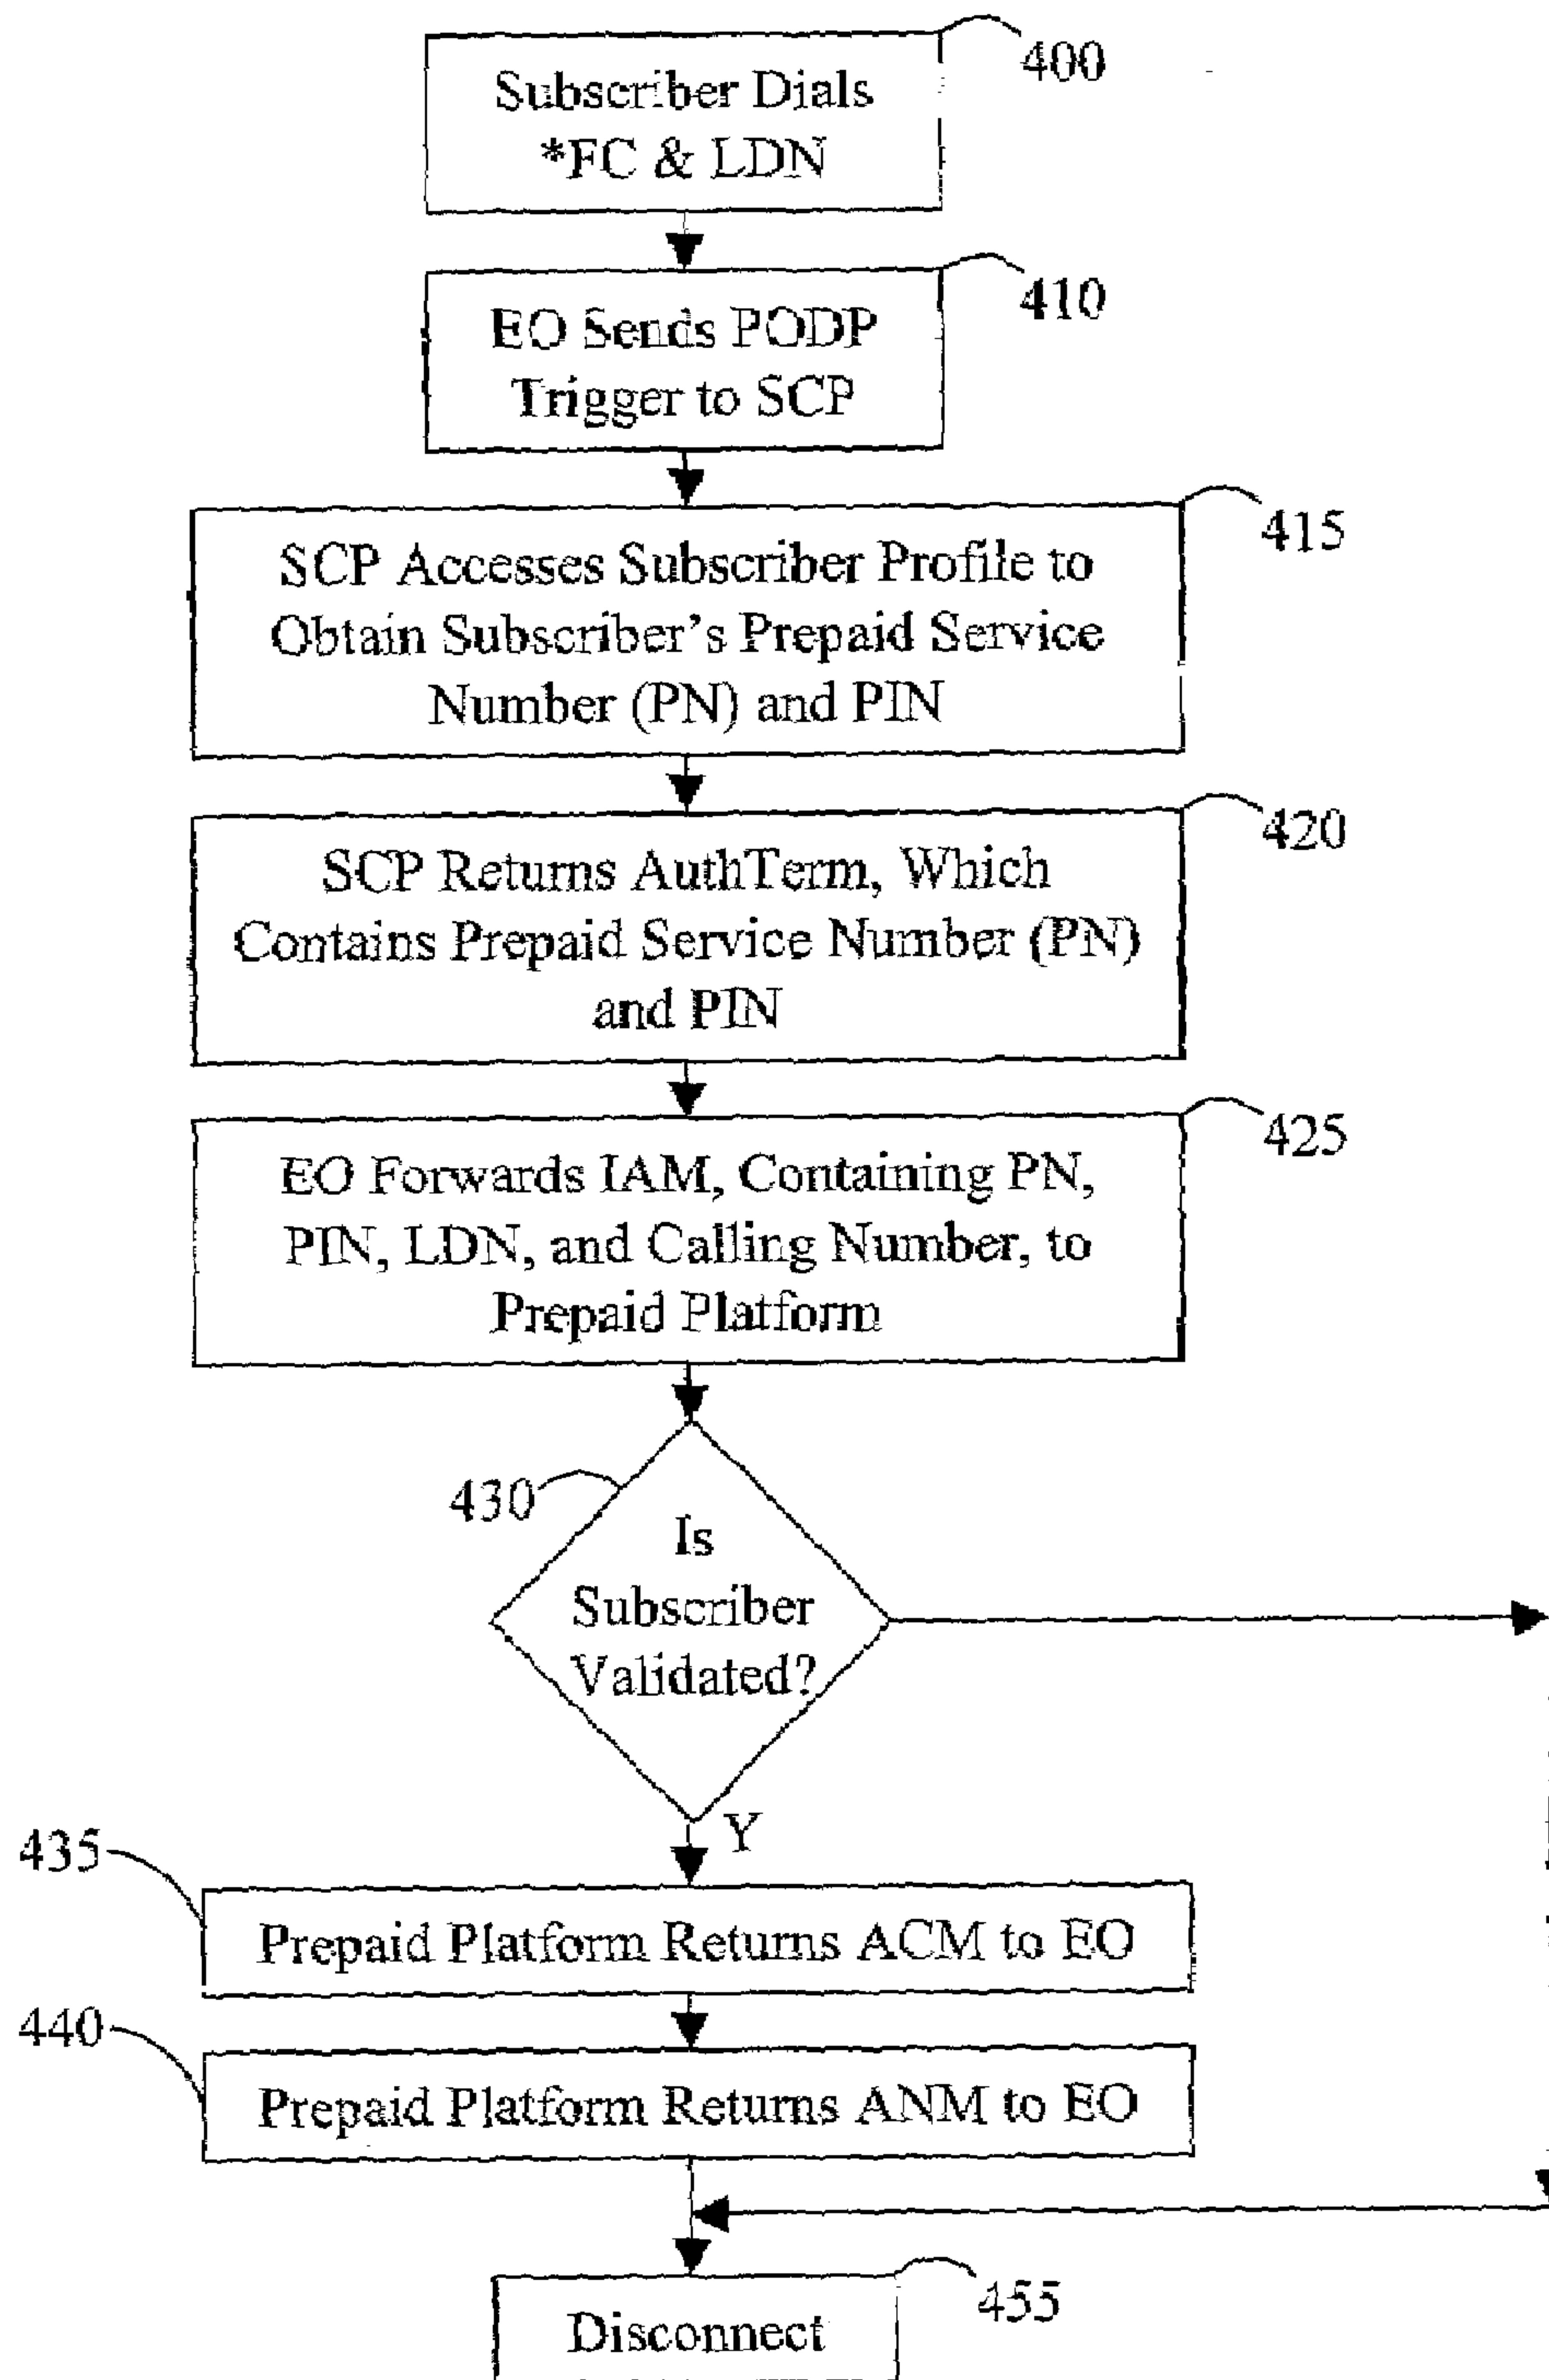 400
Subscriber Dials
*FC & LDN
410
EO Sends PODP
Trigger to SCP
415
SCP Accesses Subscriber Profile to
Obtain Subscriber's Prepaid Service
Number (PN) and PIN
420
SCP Returns AuthTerm, Which
Contains Prepaid Service Number (PN)
and PIN
425
EO Forwards IAM, Containing PN,
PIN, LDN, and Calling Number, to
Prepaid Platform
430
Is
Subscriber
Validated?
Y
435
Prepaid Platform Returns ACM to EO
440
Prepaid Platform Returns ANM to EO
455
Disconnect